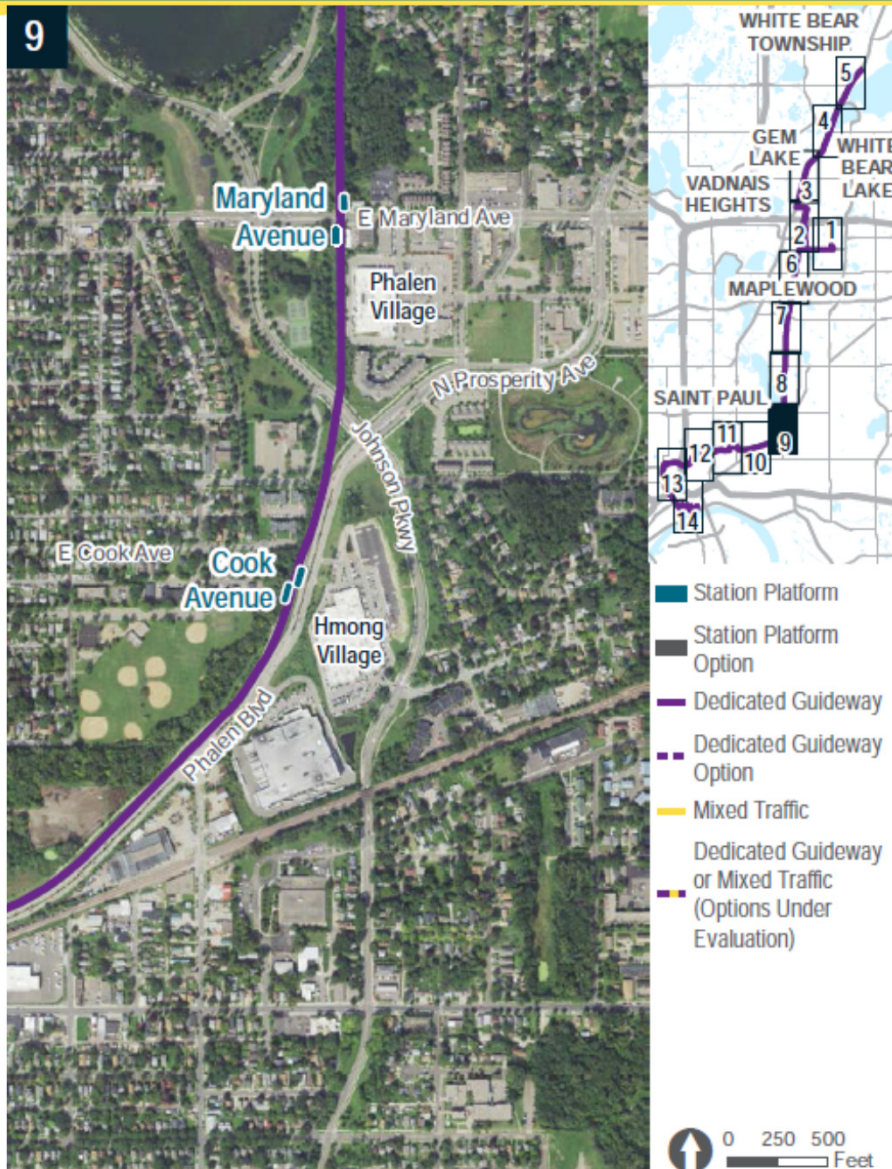 9
Maryland
Avenue
E Maryland Ave
Phalen
Village
N Prosperity Ave
Johnson Pkwy
E Cook Ave
Cook
Avenue
Hmong
Village
Phalen Blvd
WHITE BEAR
TOWNSHIP
5
4
GEM
LAKE
WHITE
BEAR
LAKE
3
VADNAIS
HEIGHTS
2
1
6
MAPLEWOOD
7
8
SAINT PAUL
9
11
12
10
13
14
Station Platform
Station Platform
Option
Dedicated Guideway
Dedicated Guideway
Option
Mixed Traffic
Dedicated Guideway
or Mixed Traffic
(Options Under
Evaluation)
0 250 500
Feet